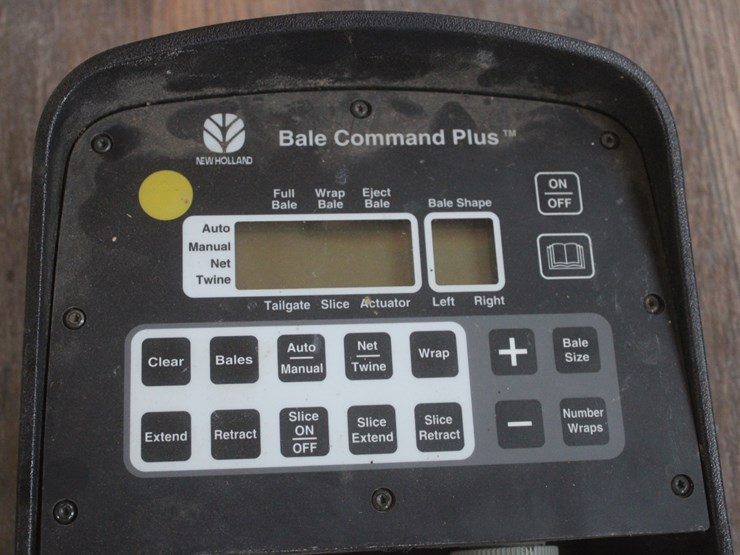 NEW HOLLAND
Bale Command Plus™
Full Bale
Wrap Bale
Eject Bale
Bale Shape
ON
OFF
Auto
Manual
Net
Twine
Tailgate Slice Actuator
Left Right
Clear
Bales
Auto
Manual
Net
Twine
Wrap
+
Bale
Size
Extend
Retract
Slice
ON
OFF
Slice
Extend
Slice
Retract
−
Number
Wraps